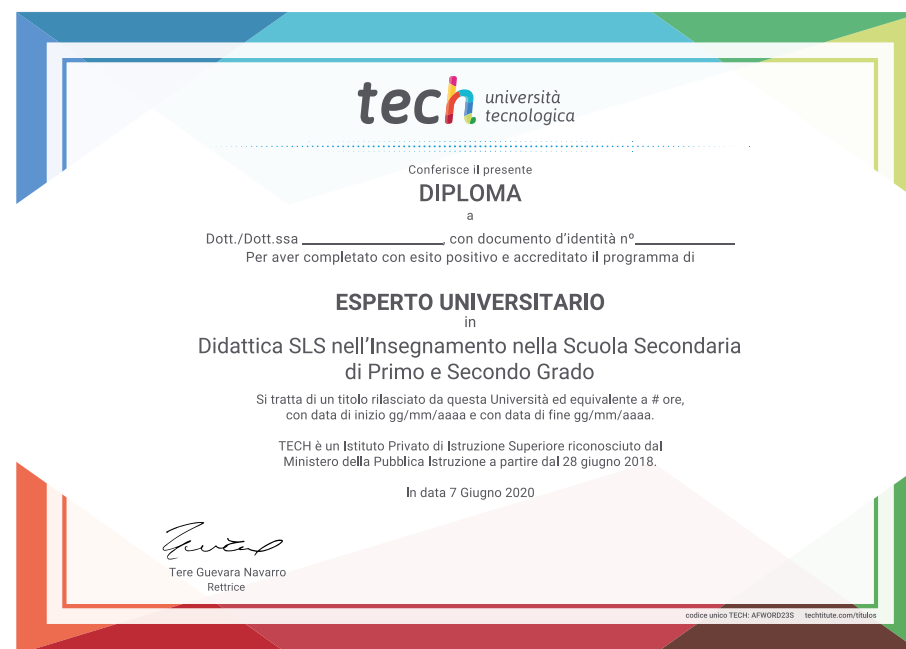 tech università
tecnologica
Conferisce il presente
DIPLOMA
a
Dott./Dott.ssa ____________________, con documento d'identità nº______________
Per aver completato con esito positivo e accreditato il programma di
ESPERTO UNIVERSITARIO
in
Didattica SLS nell'Insegnamento nella Scuola Secondaria
di Primo e Secondo Grado
Si tratta di un titolo rilasciato da questa Università ed equivalente a # ore,
con data di inizio gg/mm/aaaa e con data di fine gg/mm/aaaa.
TECH è un Istituto Privato di Istruzione Superiore riconosciuto dal
Ministero della Pubblica Istruzione a partire dal 28 giugno 2018.
In data 7 Giugno 2020
Tere Guevara Navarro
Rettrice
codice unico TECH: AFWORD23S techtitute.com/títulos